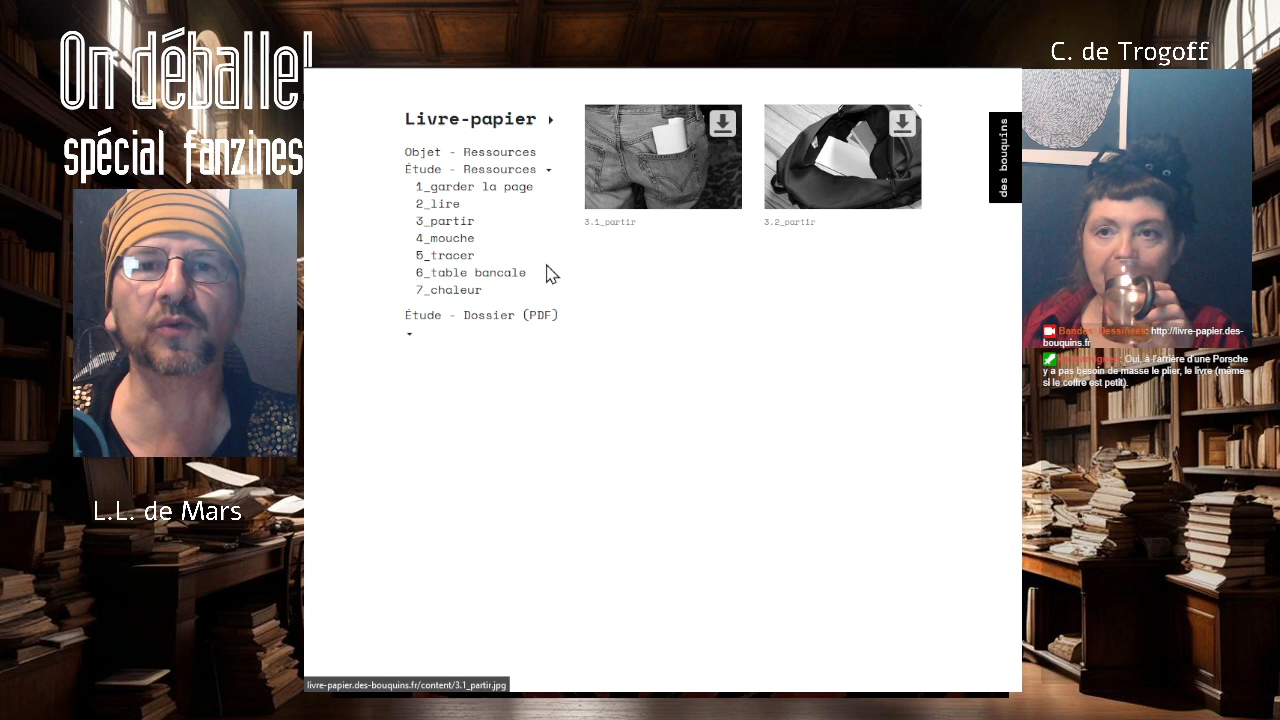 On déballe!
spécial fanzines
L.L. de Mars
Livre-papier
Objet - Ressources
Étude - Ressources
1_garder la page
2_lire
3_partir
4_mouche
5_tracer
6_table bancale
7_chaleur
Étude - Dossier (PDF)
3.1_partir
3.2_partir
des bouquins
livre-papier.des-bouquins.fr/content/3.1_partir.jpg
C. de Trogoff
Bandes Dessinées: http://livre-papier.des-
bouquins.fr
: Oui, à l'arrière d'une Porsche
y a pas besoin de masse le plier, le livre (même
si le coffre est petit).